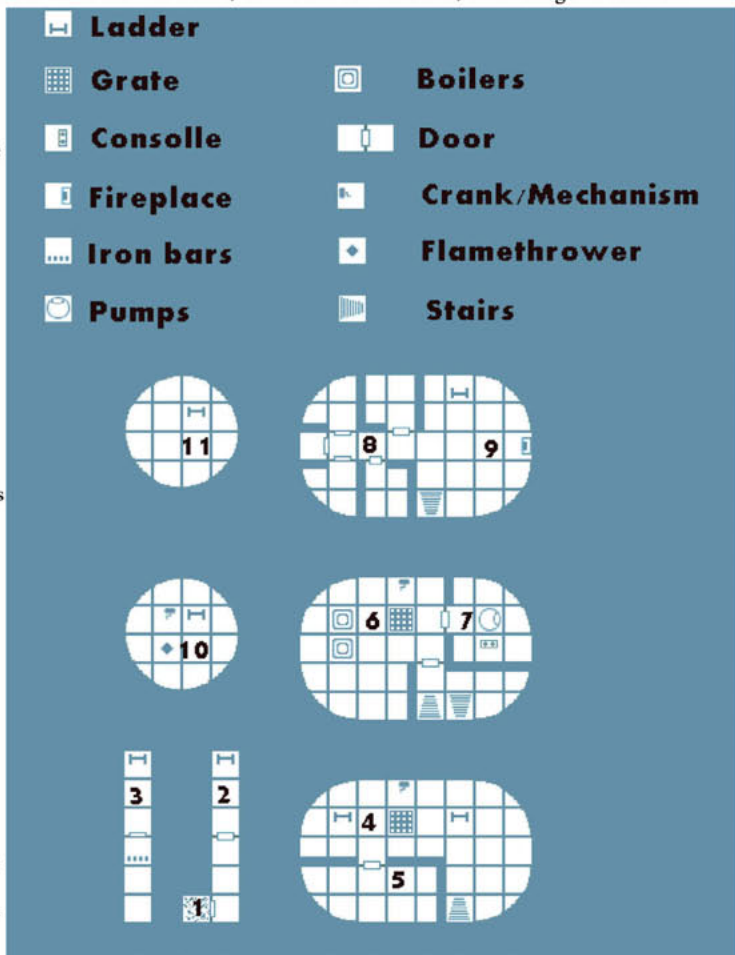 Ladder
Grate
Boilers
Consolle
Door
Fireplace
Crank/Mechanism
Iron bars
Flamethrower
Pumps
Stairs
11
8
9
10
6
7
3
2
4
1
5